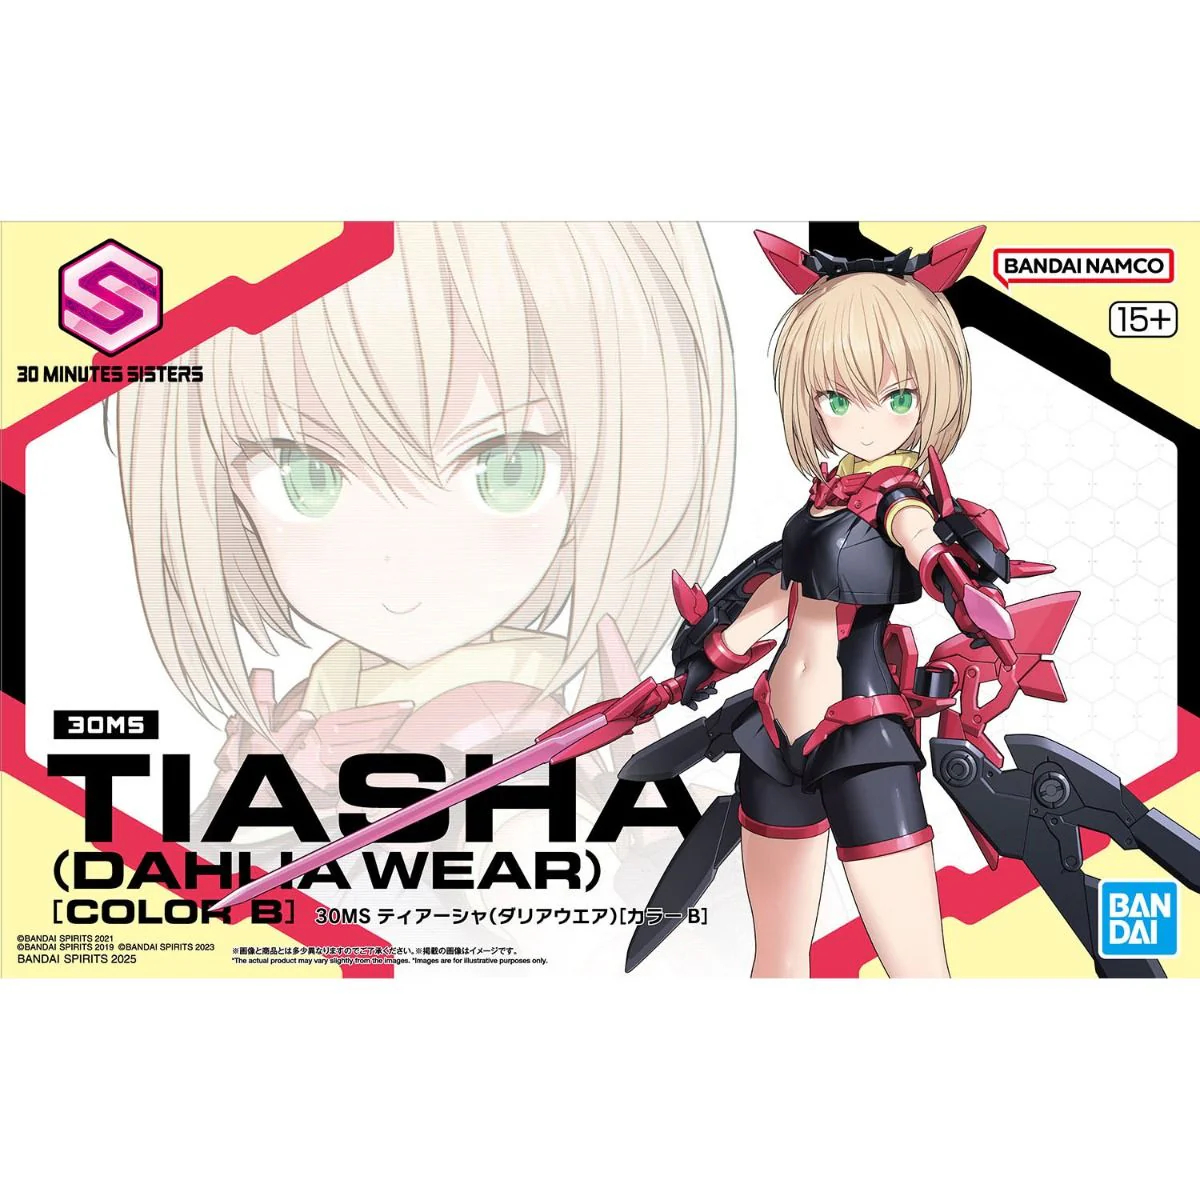 S
30 MINUTES SISTERS
BANDAI NAMCO
15+
30MS
TIASHA
(DAHLIA WEAR)
[COLOR B]
30MS ティアーシャ(ダリアウエア)[カラー B]
©BANDAI SPIRITS 2021
©BANDAI SPIRITS 2019 ©BANDAI SPIRITS 2023
BANDAI SPIRITS 2025
※画像と商品とは多少異なりますのでご了承ください。※掲載の画像はイメージです。
*The actual product may vary slightly from the images. *Images are for illustrative purposes only.
BAN
DAI